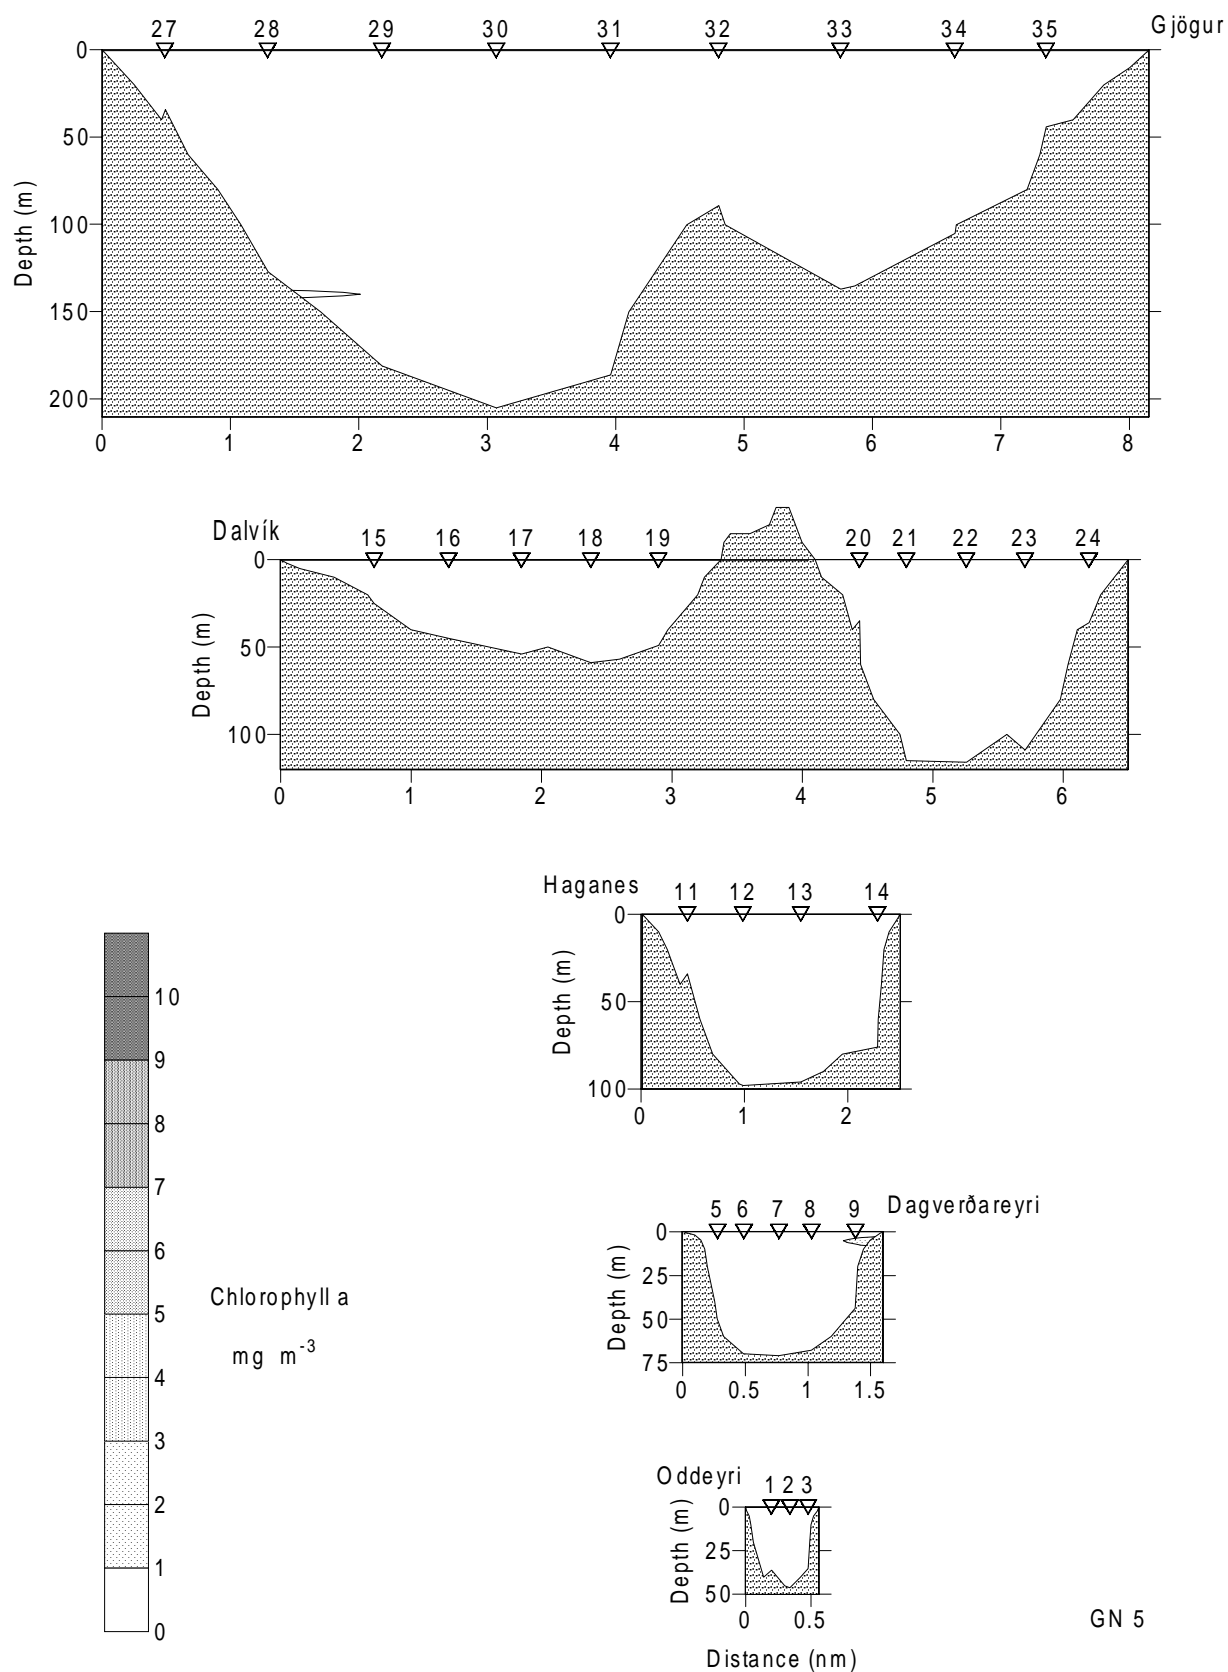 27 28 29 30 31 32 33 34 35 Gjögur
0
50
100
150
200
Depth (m)
0 1 2 3 4 5 6 7 8
Dalvík 15 16 17 18 19 20 21 22 23 24
0
50
100
Depth (m)
0 1 2 3 4 5 6
Haganes 11 12 13 14
0
50
100
Depth (m)
0 1 2
10
9
8
7
6
5
4
3
2
1
0
Chlorophyll a
mg m-3
5 6 7 8 9 Dagverðareyri
0
25
50
75
Depth (m)
0 0.5 1 1.5
Oddeyri 1 2 3
0
25
50
Depth (m)
0 0.5
Distance (nm)
GN 5